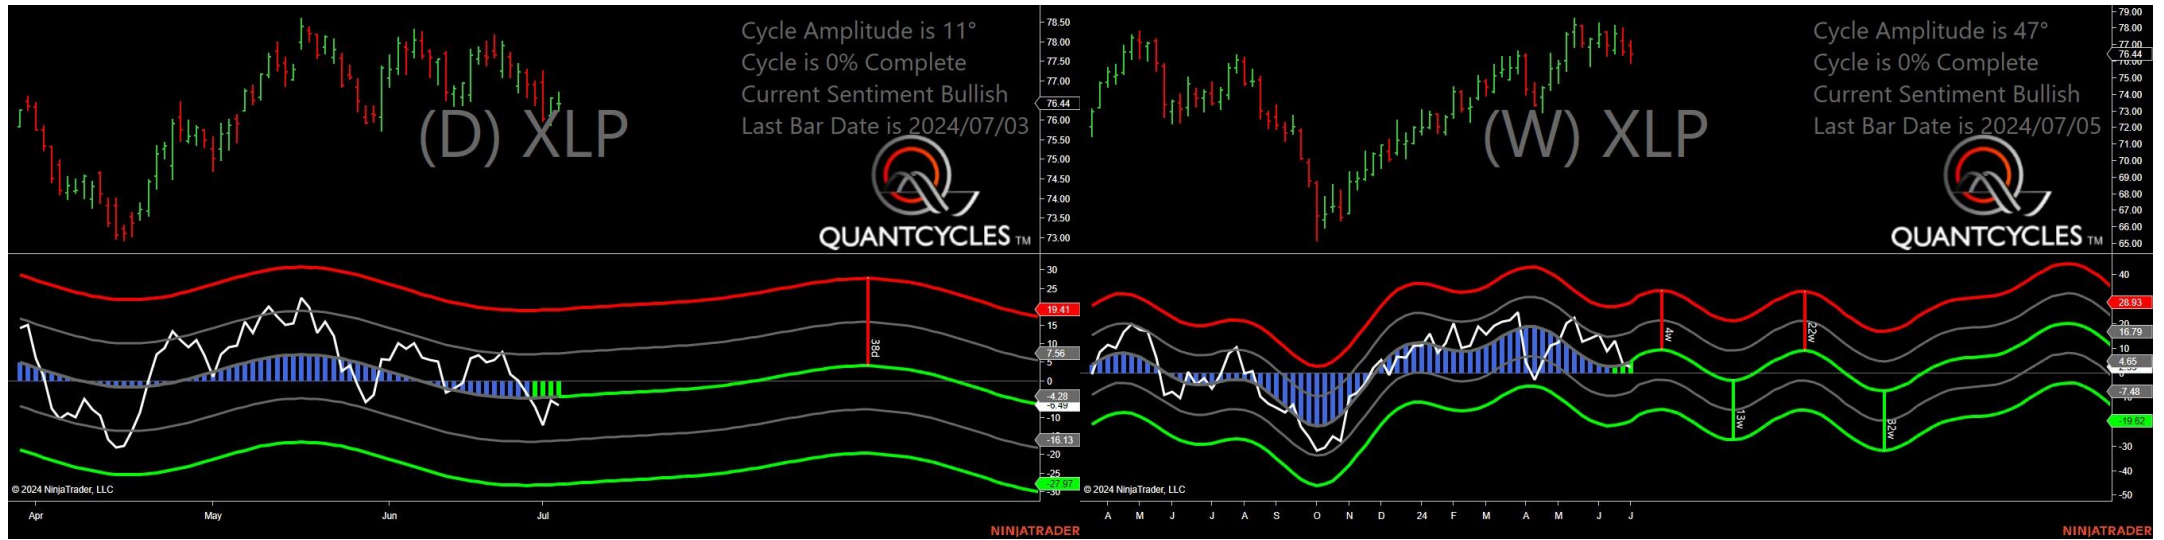 Cycle Amplitude is 11°
Cycle is 0% Complete
Current Sentiment Bullish
Last Bar Date is 2024/07/03
(D) XLP
QUANTCYCLES TM
78.50
78.00
77.50
77.00
76.44
76.00
75.50
75.00
74.50
74.00
73.50
73.00
30
25
19.41
15
10
7.56
5
0
-4.28
-6.49
-10
-16.13
-20
-25
-27.97
-30
38d
© 2024 NinjaTrader, LLC
Apr May Jun Jul
NINJATRADER
Cycle Amplitude is 47°
Cycle is 0% Complete
Current Sentiment Bullish
Last Bar Date is 2024/07/05
(W) XLP
QUANTCYCLES TM
79.00
78.00
77.00
76.44
76.00
75.00
74.00
73.00
72.00
71.00
70.00
69.00
68.00
67.00
66.00
65.00
40
28.93
20
16.79
10
4.65
0
-7.48
-19.62
-30
-40
-50
4w
22w
13w
32w
© 2024 NinjaTrader, LLC
A M J J A S O N D 24 F M A M J J
NINJATRADER